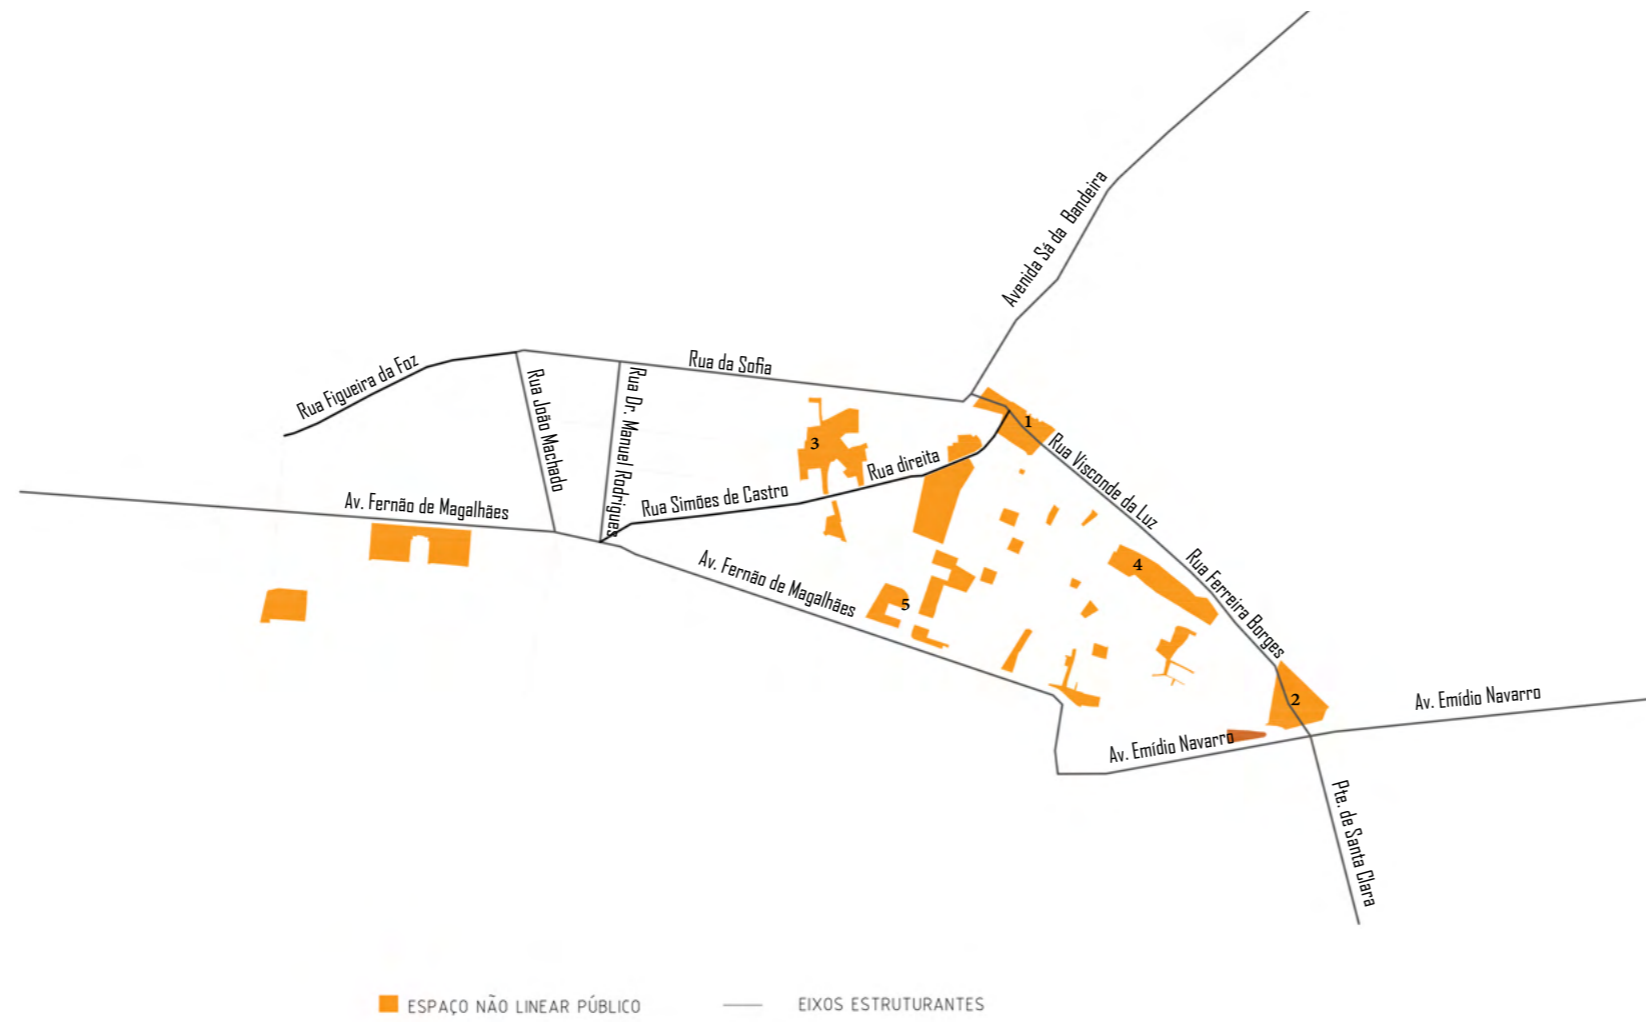 Avenida Sá da Bandeira
Rua Figueira da Foz
Rua da Sofia
Rua João Machado
Rua Dr. Manuel Rodrigues
1
3
Rua direita
Rua Visconde da Luz
Av. Fernão de Magalhães
Rua Simões de Castro
Av. Fernão de Magalhães
4
5
Rua Ferreira Borges
2
Av. Emídio Navarro
Av. Emídio Navarro
Pte. de Santa Clara
ESPAÇO NÃO LINEAR PÚBLICO
EIXOS ESTRUTURANTES